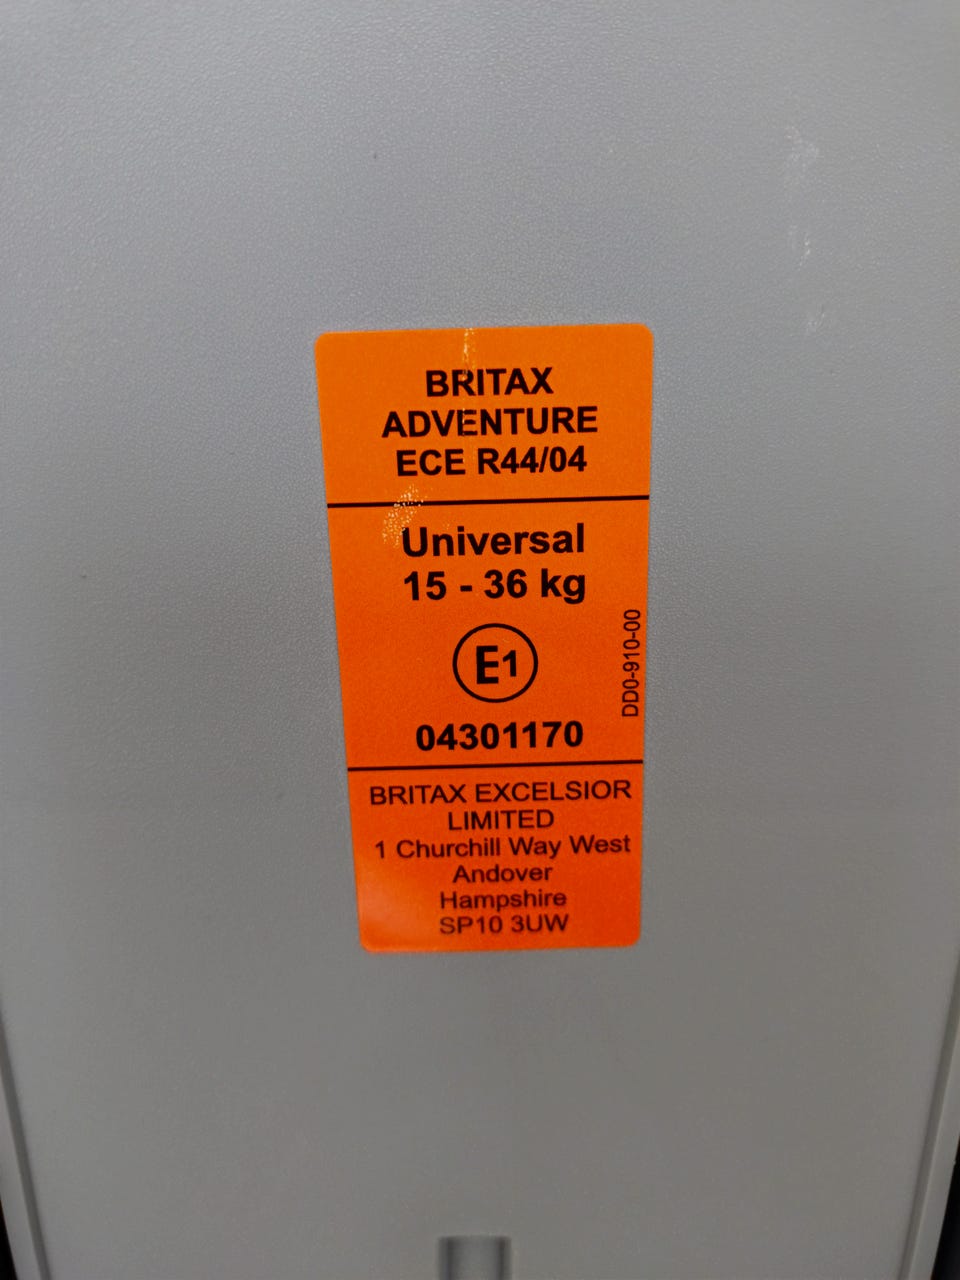 BRITAX
ADVENTURE
ECE R44/04
Universal
15 - 36 kg
E1
04301170
DD0-910-00
BRITAX EXCELSIOR
LIMITED
1 Churchill Way West
Andover
Hampshire
SP10 3UW